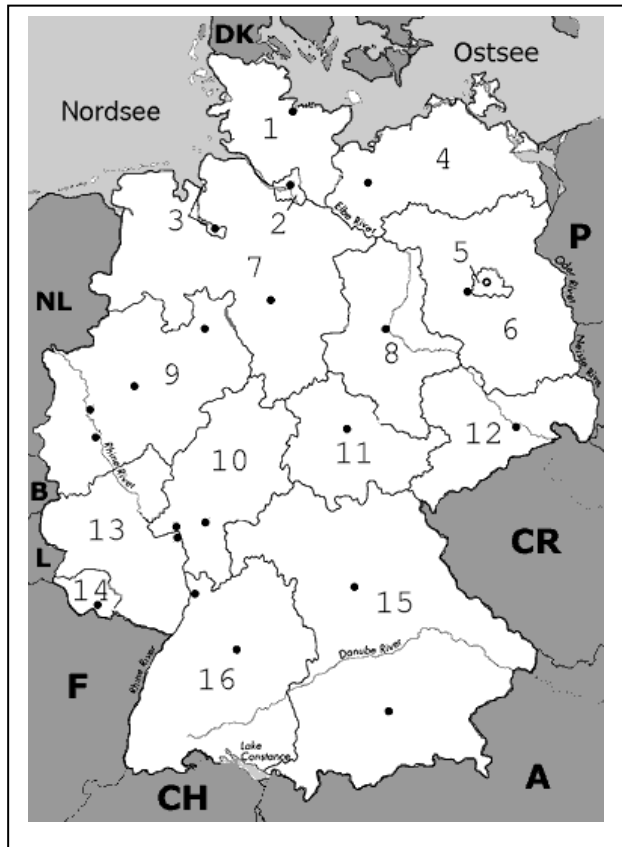 DK
Ostsee
Nordsee
1
4
3
2
Elbe River
P
5
7
Oder River
NL
6
8
Neisse River
9
12
Rhine River
10
11
B
13
CR
L
14
15
Danube River
F
Rhine River
16
Lake
Constance
CH
A